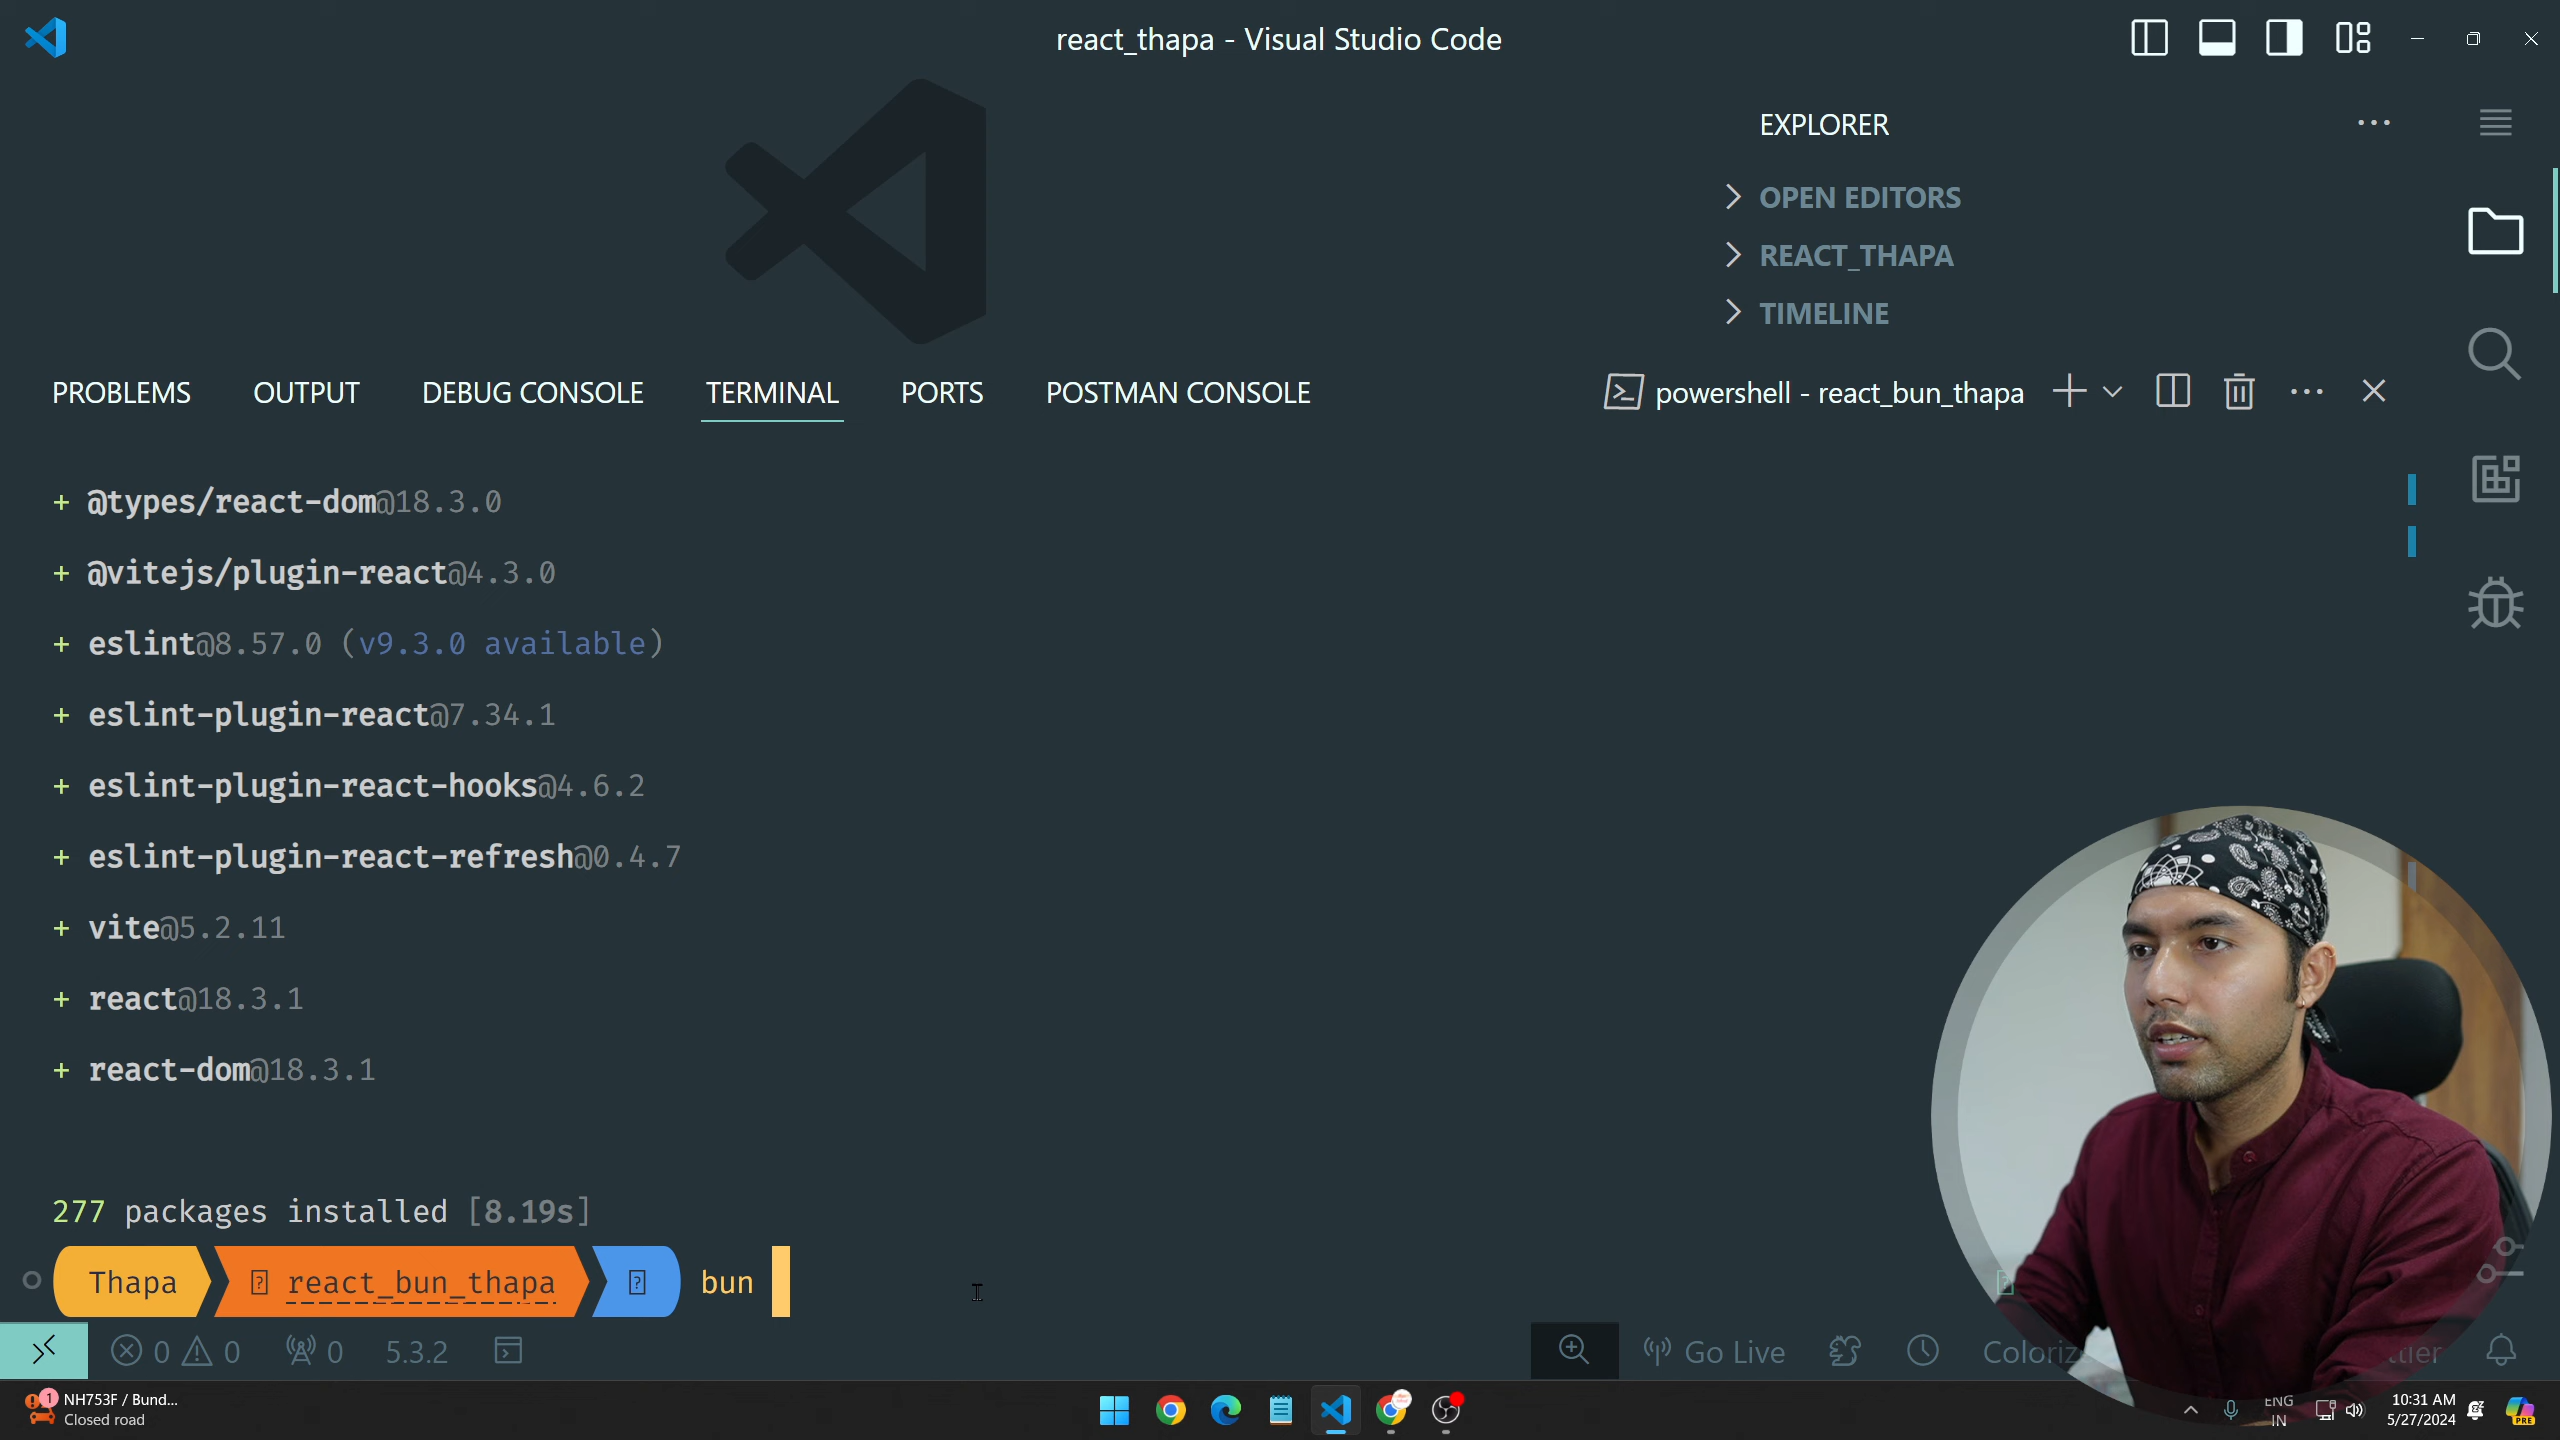 react_thapa - Visual Studio Code
EXPLORER
OPEN EDITORS
REACT_THAPA
TIMELINE
PROBLEMS OUTPUT DEBUG CONSOLE TERMINAL PORTS POSTMAN CONSOLE powershell - react_bun_thapa
+ @types/react-dom@18.3.0
+ @vitejs/plugin-react@4.3.0
+ eslint@8.57.0 (v9.3.0 available)
+ eslint-plugin-react@7.34.1
+ eslint-plugin-react-hooks@4.6.2
+ eslint-plugin-react-refresh@0.4.7
+ vite@5.2.11
+ react@18.3.1
+ react-dom@18.3.1
277 packages installed [8.19s]
Thapa react_bun_thapa bun
0 0 0 5.3.2 Go Live
1 NH753F / Bund...
Closed road
ENG
IN
10:31 AM
5/27/2024
PRE